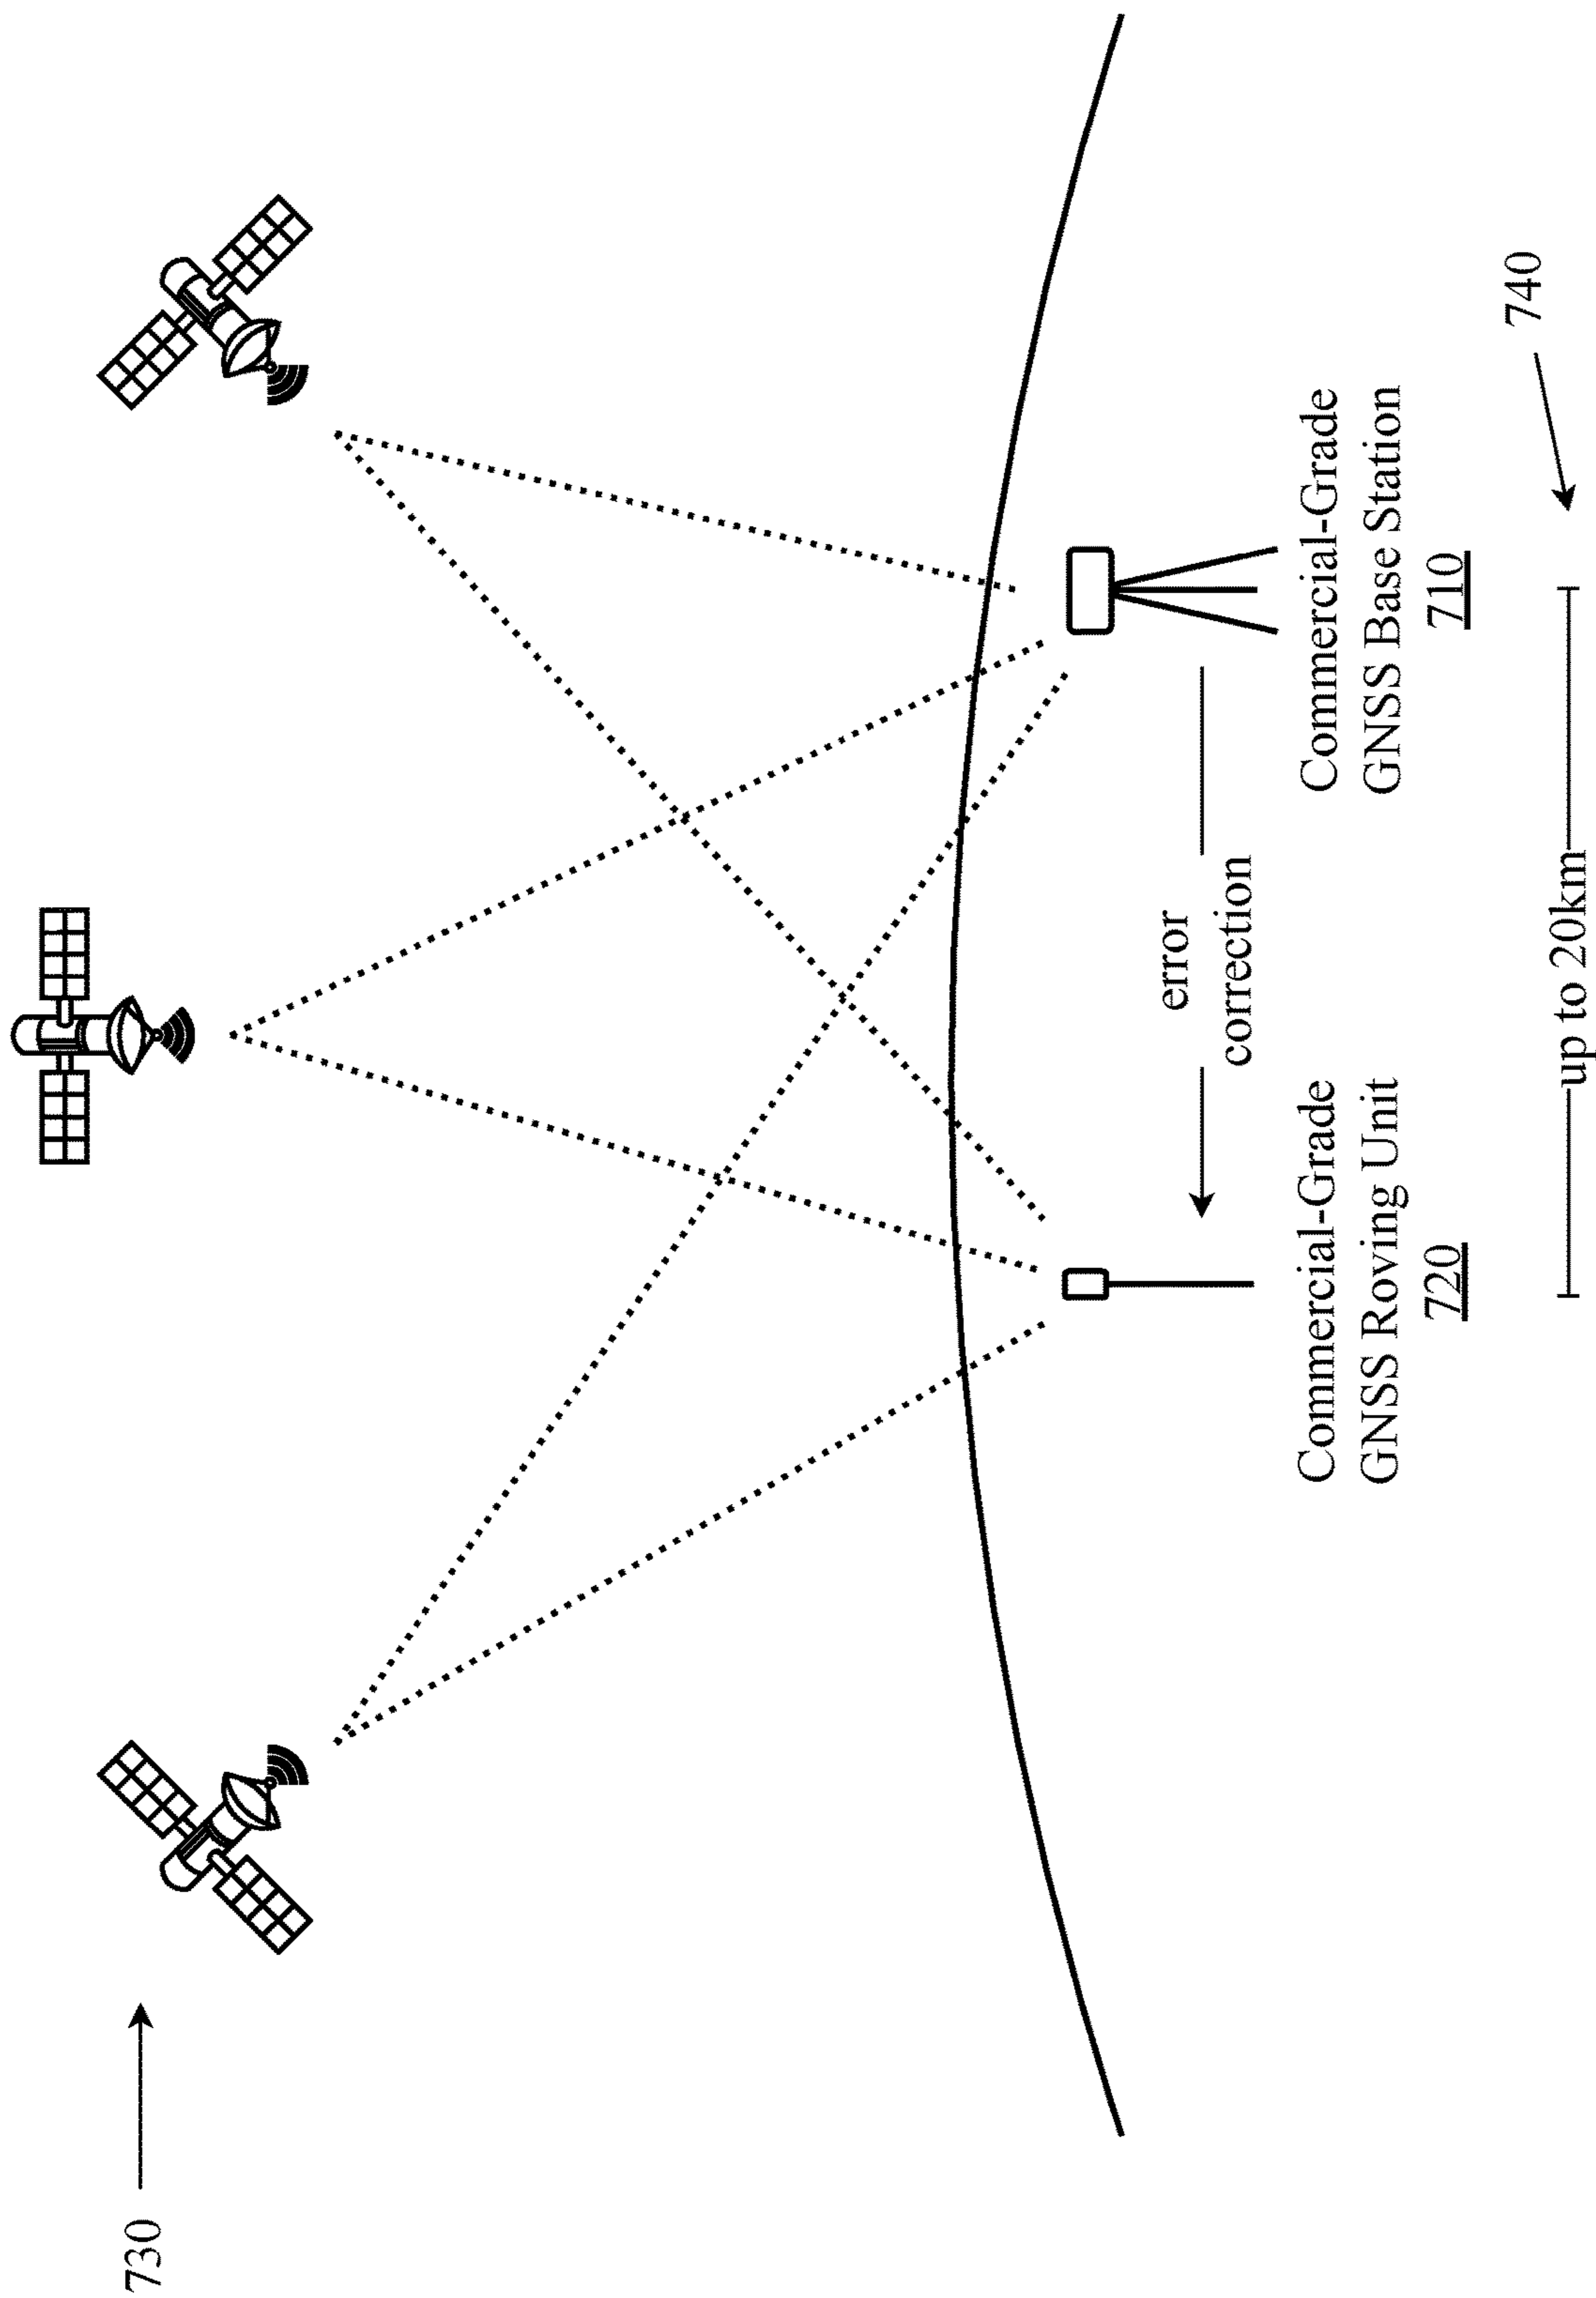 730
error
correction
Commercial-Grade
GNSS Roving Unit
720
Commercial-Grade
GNSS Base Station
710
740
up to 20km